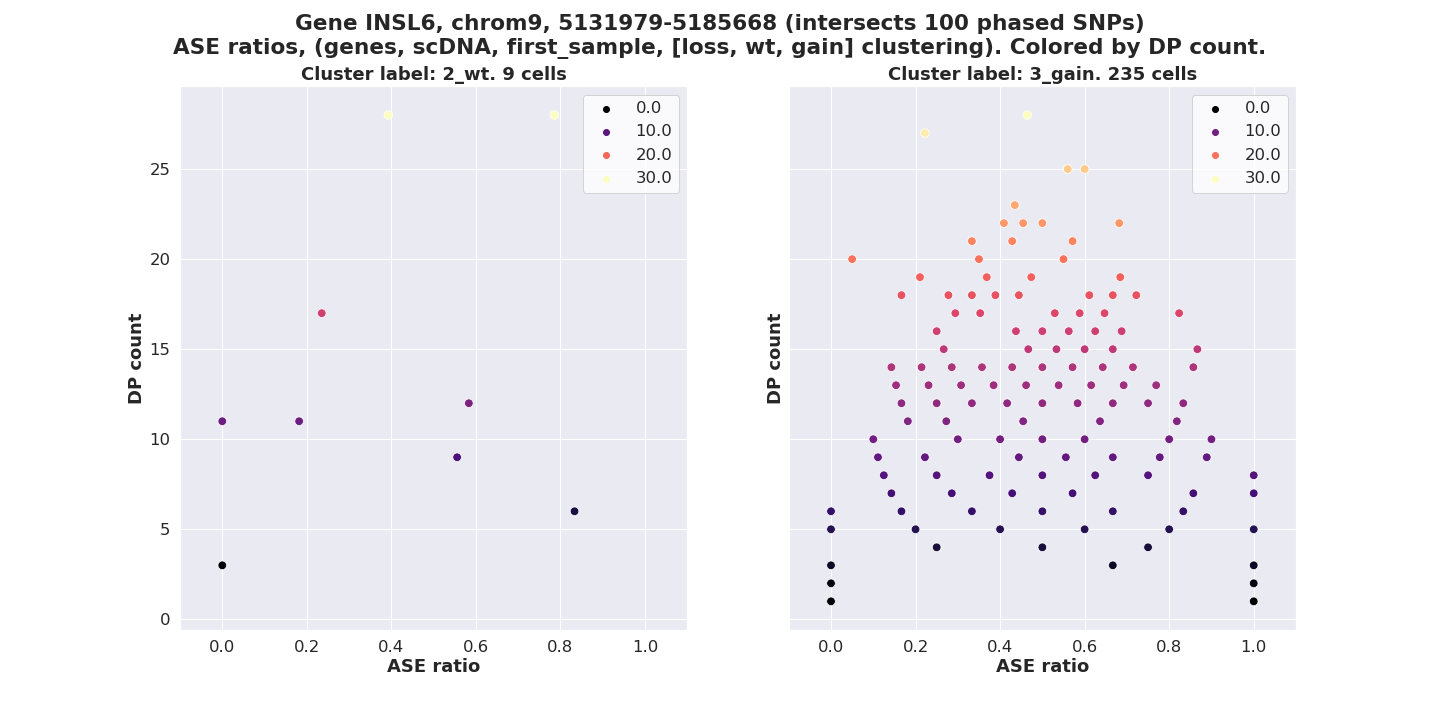 Gene INSL6, chrom9, 5131979-5185668 (intersects 100 phased SNPs)
ASE ratios, (genes, scDNA, first_sample, [loss, wt, gain] clustering). Colored by DP count.
Cluster label: 2_wt. 9 cells
0.0
10.0
20.0
30.0
25
20
15
10
5
0
DP count
0.0 0.2 0.4 0.6 0.8 1.0
ASE ratio
Cluster label: 3_gain. 235 cells
0.0
10.0
20.0
30.0
DP count
0.0 0.2 0.4 0.6 0.8 1.0
ASE ratio